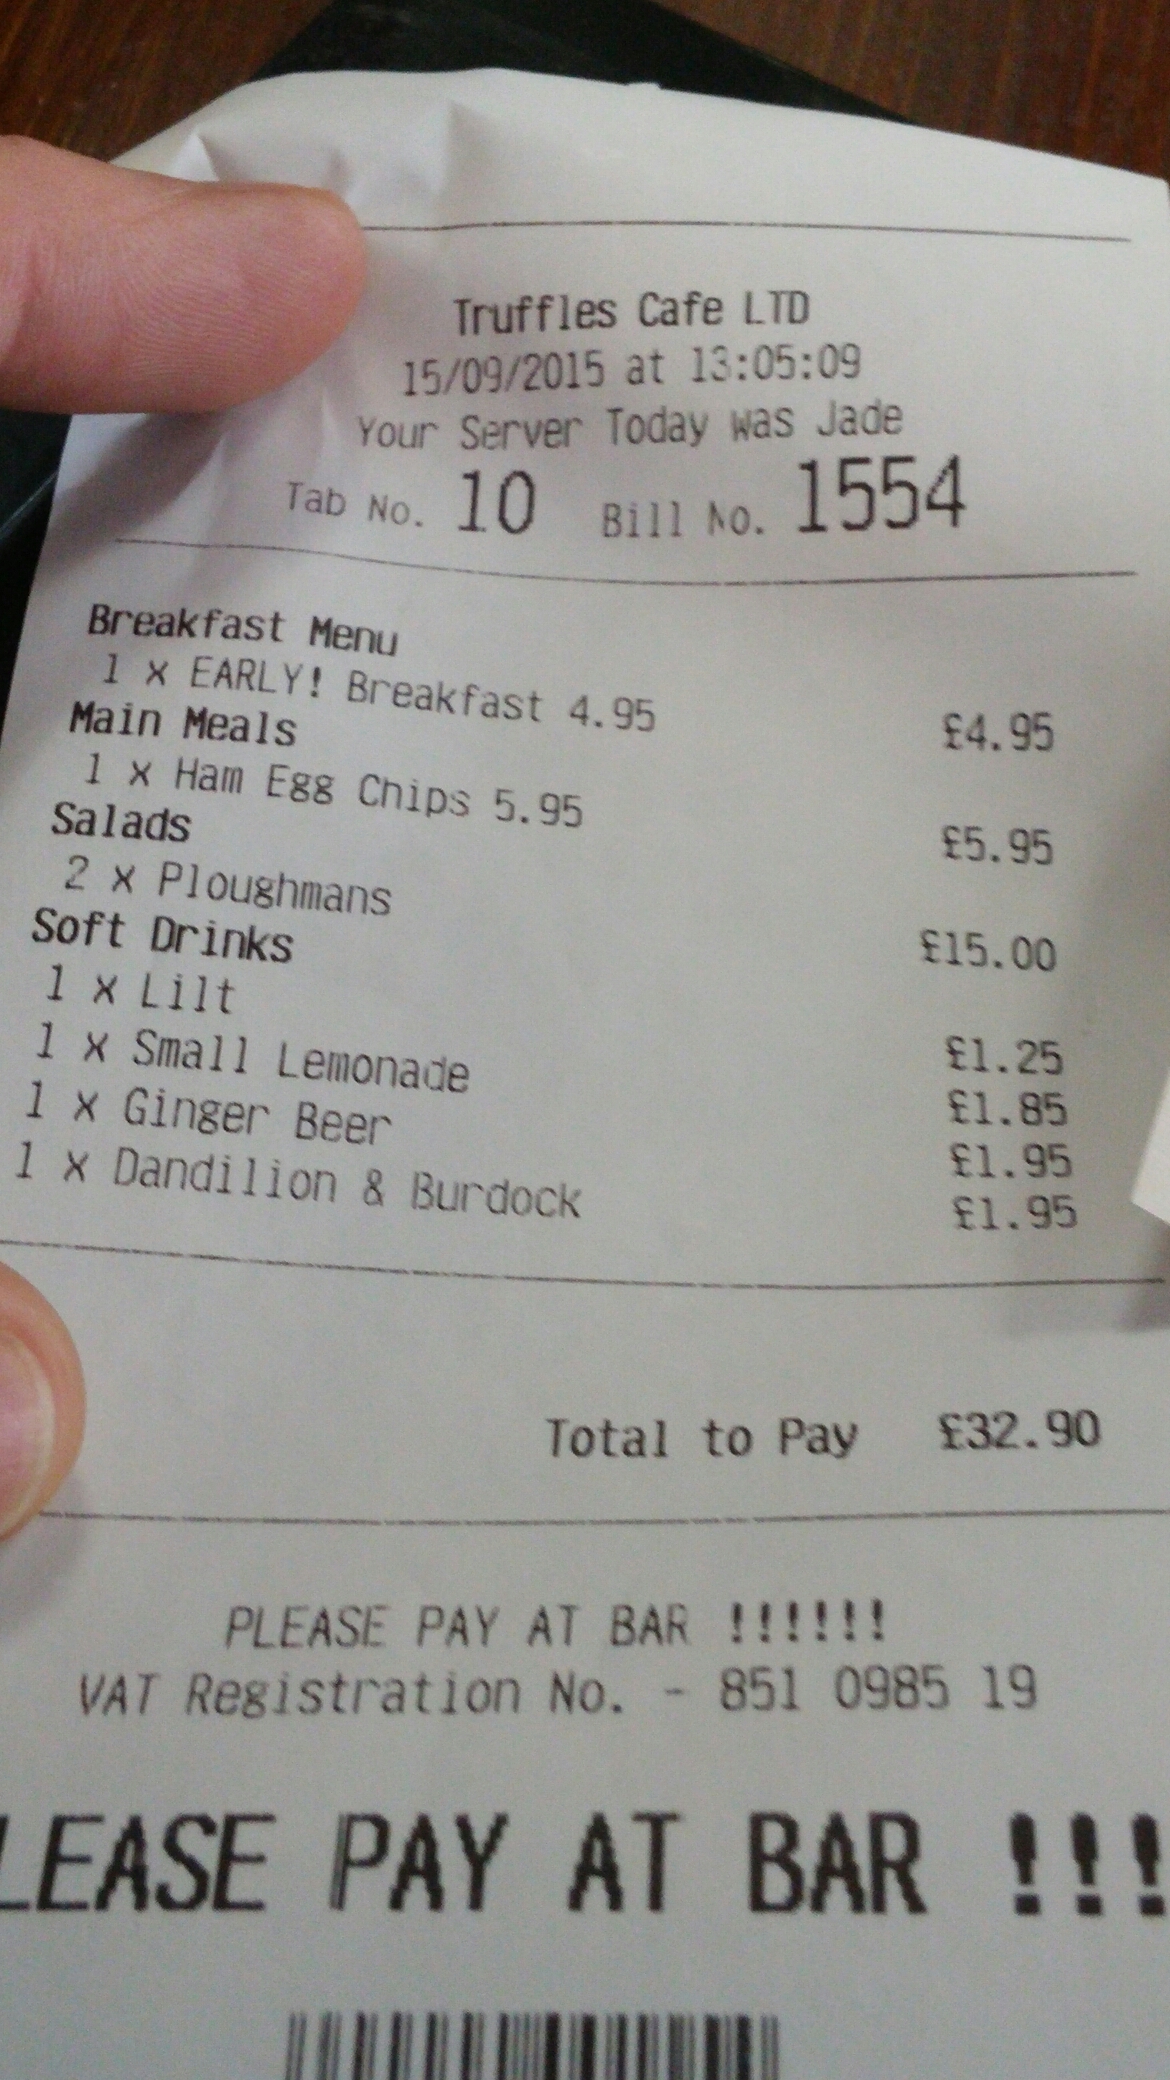 Truffles Cafe LTD
15/09/2015 at 13:05:09
Your Server Today was Jade
Tab No. 10 Bill No. 1554
Breakfast Menu
1 x EARLY! Breakfast 4.95 £4.95
Main Meals
1 x Ham Egg Chips 5.95 £5.95
Salads
2 x Ploughmans £15.00
Soft Drinks
1 x Lilt £1.25
1 x Small Lemonade £1.85
1 x Ginger Beer £1.95
1 x Dandilion & Burdock £1.95
Total to Pay £32.90
PLEASE PAY AT BAR !!!!!!
VAT Registration No. - 851 0985 19
LEASE PAY AT BAR !!!